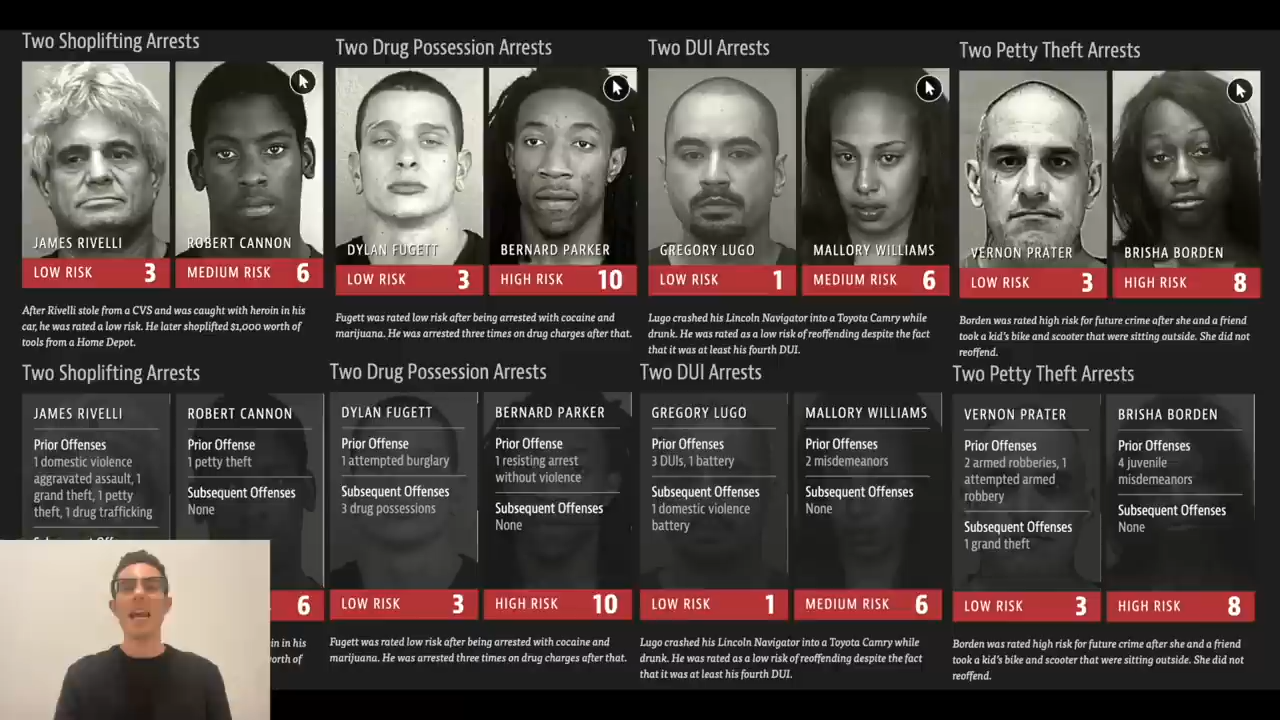 Two Shoplifting Arrests
JAMES RIVELLI
LOW RISK 3
ROBERT CANNON
MEDIUM RISK 6
After Rivelli stole from a CVS and was caught with heroin in his
car, he was rated a low risk. He later shoplifted $1,000 worth of
tools from a Home Depot.
Two Drug Possession Arrests
DYLAN FUGETT
LOW RISK 3
BERNARD PARKER
HIGH RISK 10
Fugett was rated low risk after being arrested with cocaine and
marijuana. He was arrested three times on drug charges after that.
Two DUI Arrests
GREGORY LUGO
LOW RISK 1
MALLORY WILLIAMS
MEDIUM RISK 6
Lugo crashed his Lincoln Navigator into a Toyota Camry while
drunk. He was rated as a low risk of reoffending despite the fact
that it was at least his fourth DUI.
Two Petty Theft Arrests
VERNON PRATER
LOW RISK 3
BRISHA BORDEN
HIGH RISK 8
Borden was rated high risk for future crime after she and a friend
took a kid's bike and scooter that were sitting outside. She did not
reoffend.
Two Shoplifting Arrests
JAMES RIVELLI
Prior Offenses
1 domestic violence
aggravated assault, 1
grand theft, 1 petty
theft, 1 drug trafficking
ROBERT CANNON
Prior Offense
1 petty theft
Subsequent Offenses
None
6
in in his
orth of
Two Drug Possession Arrests
DYLAN FUGETT
Prior Offense
1 attempted burglary
Subsequent Offenses
3 drug possessions
LOW RISK 3
BERNARD PARKER
Prior Offense
1 resisting arrest
without violence
Subsequent Offenses
None
HIGH RISK 10
Fugett was rated low risk after being arrested with cocaine and
marijuana. He was arrested three times on drug charges after that.
Two DUI Arrests
GREGORY LUGO
Prior Offenses
3 DUIs, 1 battery
Subsequent Offenses
1 domestic violence
battery
LOW RISK 1
MALLORY WILLIAMS
Prior Offenses
2 misdemeanors
Subsequent Offenses
None
MEDIUM RISK 6
Lugo crashed his Lincoln Navigator into a Toyota Camry while
drunk. He was rated as a low risk of reoffending despite the fact
that it was at least his fourth DUI.
Two Petty Theft Arrests
VERNON PRATER
Prior Offenses
2 armed robberies, 1
attempted armed
robbery
Subsequent Offenses
1 grand theft
LOW RISK 3
BRISHA BORDEN
Prior Offenses
4 juvenile
misdemeanors
Subsequent Offenses
None
HIGH RISK 8
Borden was rated high risk for future crime after she and a friend
took a kid's bike and scooter that were sitting outside. She did not
reoffend.